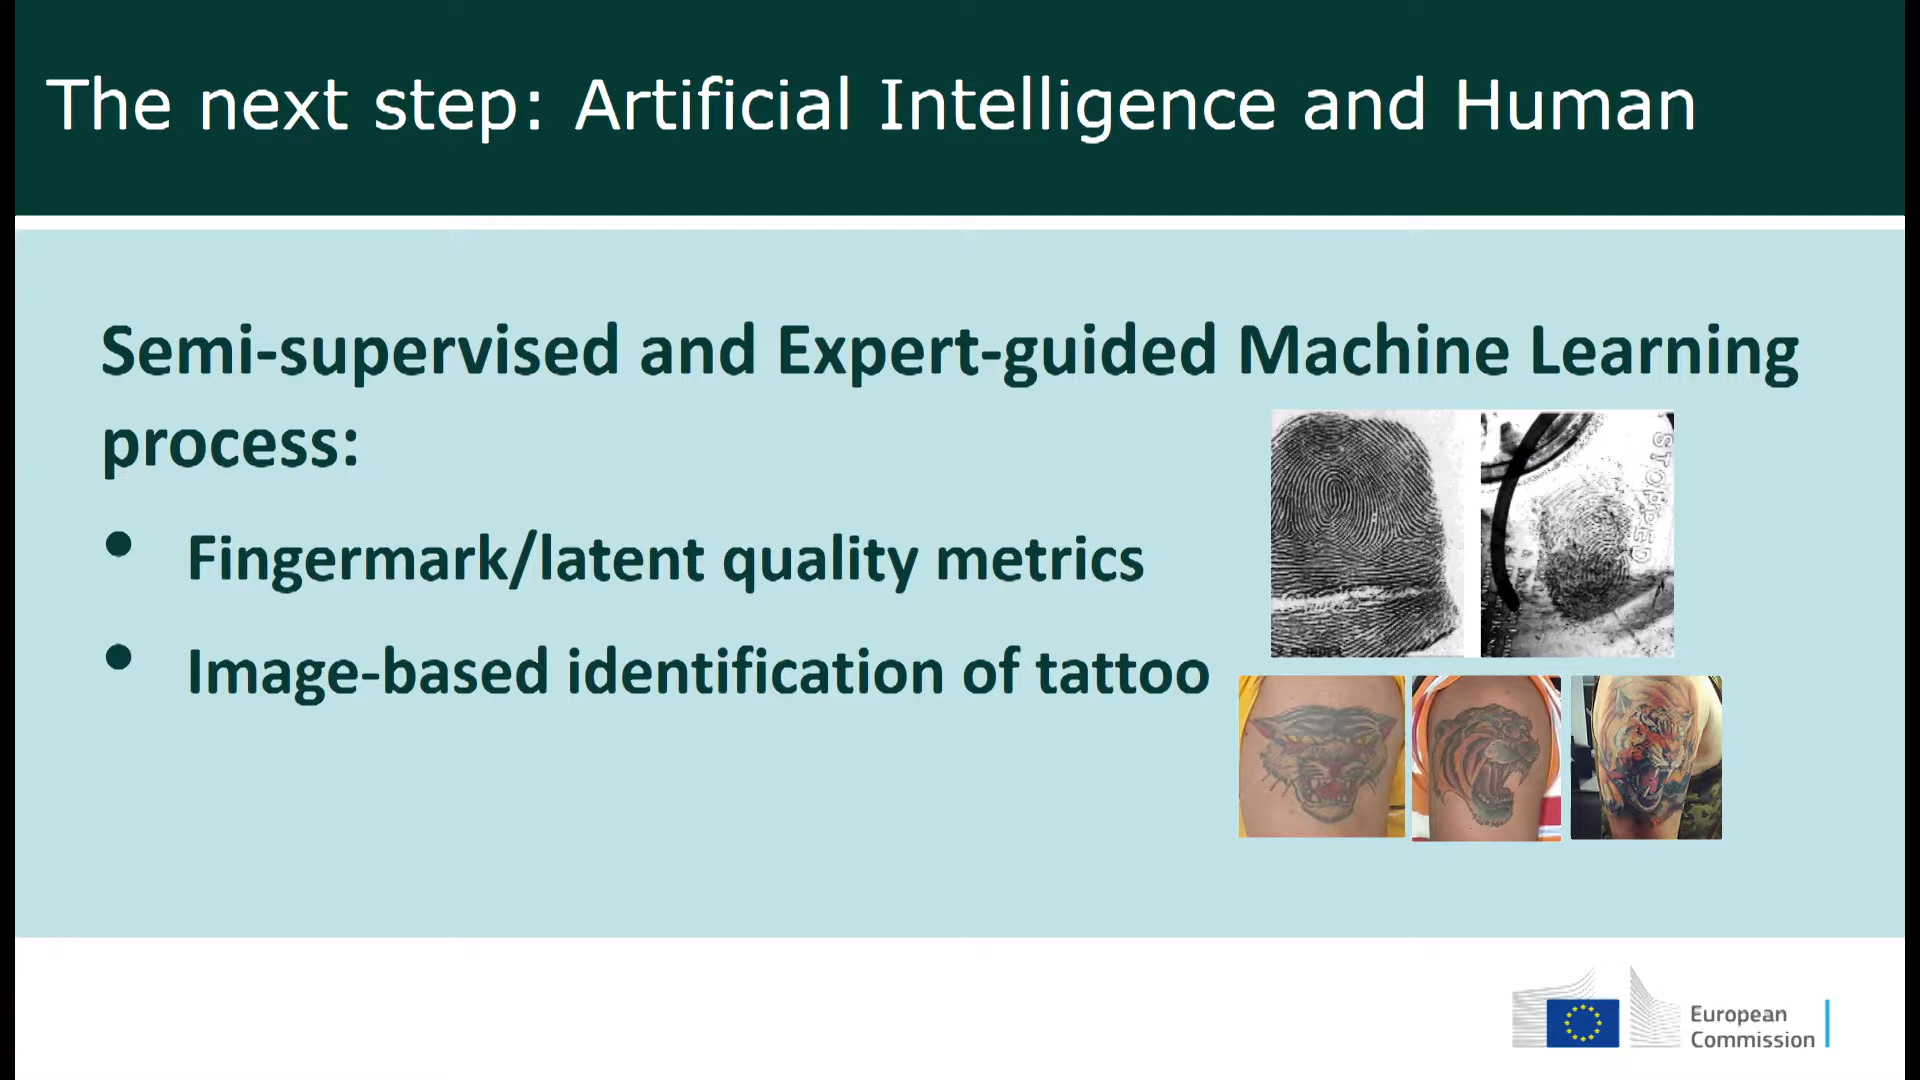 The next step: Artificial Intelligence and Human
Semi-supervised and Expert-guided Machine Learning
process:
• Fingermark/latent quality metrics
• Image-based identification of tattoo
STOPPED
European
Commission